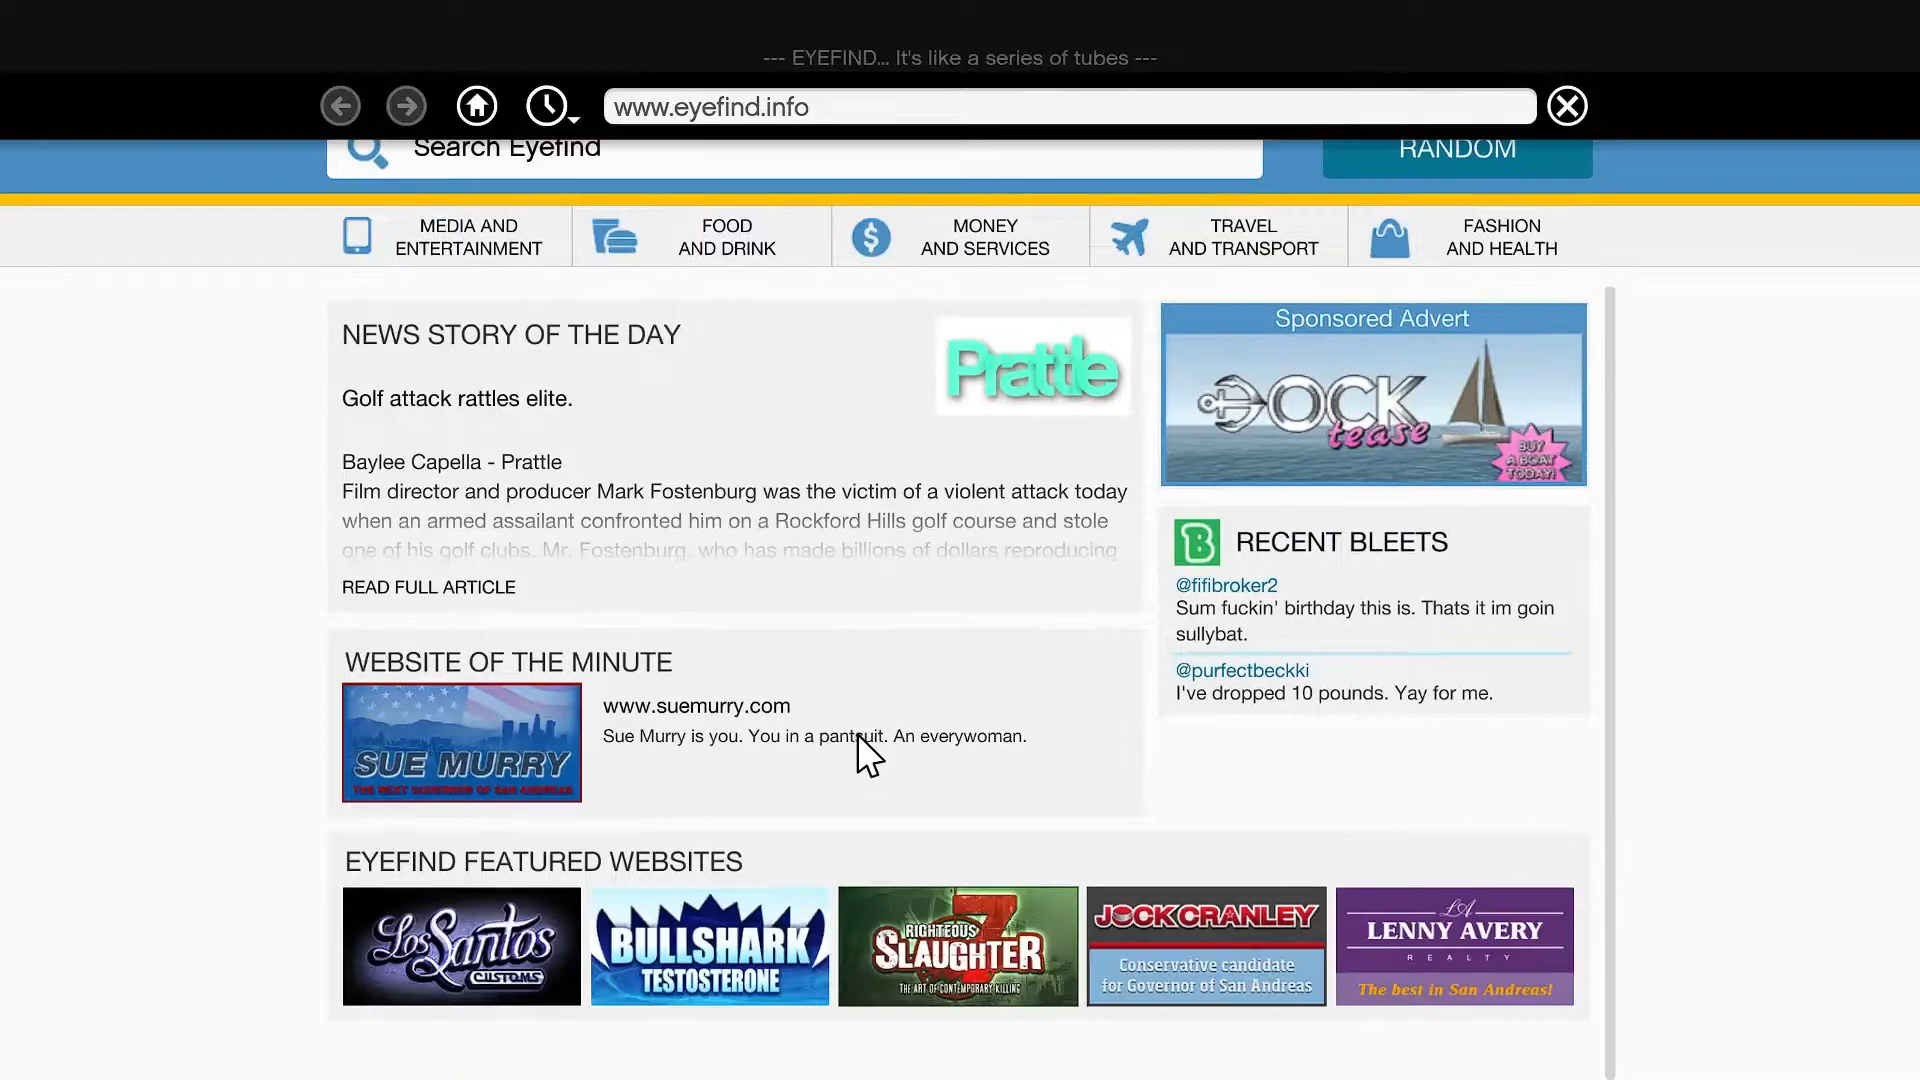 --- EYEFIND... It's like a series of tubes ---
www.eyefind.info
Search Eyefind
RANDOM
MEDIA AND
ENTERTAINMENT
FOOD
AND DRINK
MONEY
AND SERVICES
TRAVEL
AND TRANSPORT
FASHION
AND HEALTH
NEWS STORY OF THE DAY
Prattle
Golf attack rattles elite.
Baylee Capella - Prattle
Film director and producer Mark Fostenburg was the victim of a violent attack today
when an armed assailant confronted him on a Rockford Hills golf course and stole
one of his golf clubs. Mr. Fostenburg, who has made billions of dollars reproducing
READ FULL ARTICLE
Sponsored Advert
DOCK
tease
BUY
A BOAT
TODAY!
B RECENT BLEETS
@fifibroker2
Sum fuckin' birthday this is. Thats it im goin
sullybat.
@purfectbeckki
I've dropped 10 pounds. Yay for me.
WEBSITE OF THE MINUTE
SUE MURRY
THE NEXT GOVERNOR OF SAN ANDREAS
www.suemurry.com
Sue Murry is you. You in a pantsuit. An everywoman.
EYEFIND FEATURED WEBSITES
Los Santos
CUSTOMS
BULLSHARK
TESTOSTERONE
RIGHTEOUS
SLAUGHTER
7
THE ART OF CONTEMPORARY KILLING
JOCK CRANLEY
Conservative candidate
for Governor of San Andreas
LA
LENNY AVERY
REALTY
The best in San Andreas!